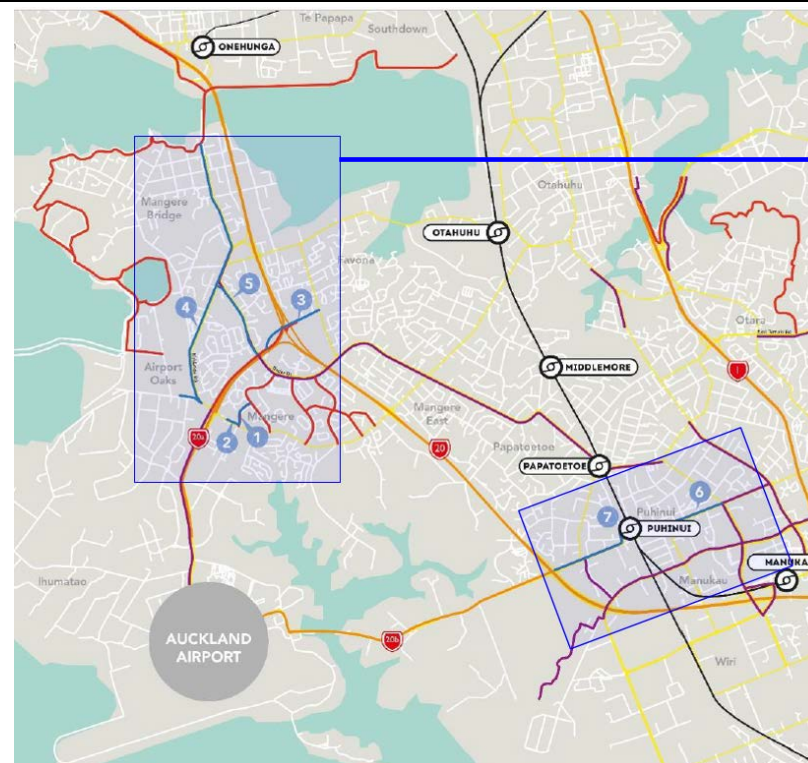 Te Papapa
Southdown
ONEHUNGA
Mangere
Bridge
Otahuhu
OTAHUHU
Favona
5
3
4
Otara
Airport
Oaks
MIDDLEMORE
1
Mangere
20a
2
1
Mangere
East
20
Papatoetoe
PAPATOETOE
6
Puhinui
7
PUHINUI
MANUKA
Manukau
Ihumatao
AUCKLAND
AIRPORT
20b
Wiri